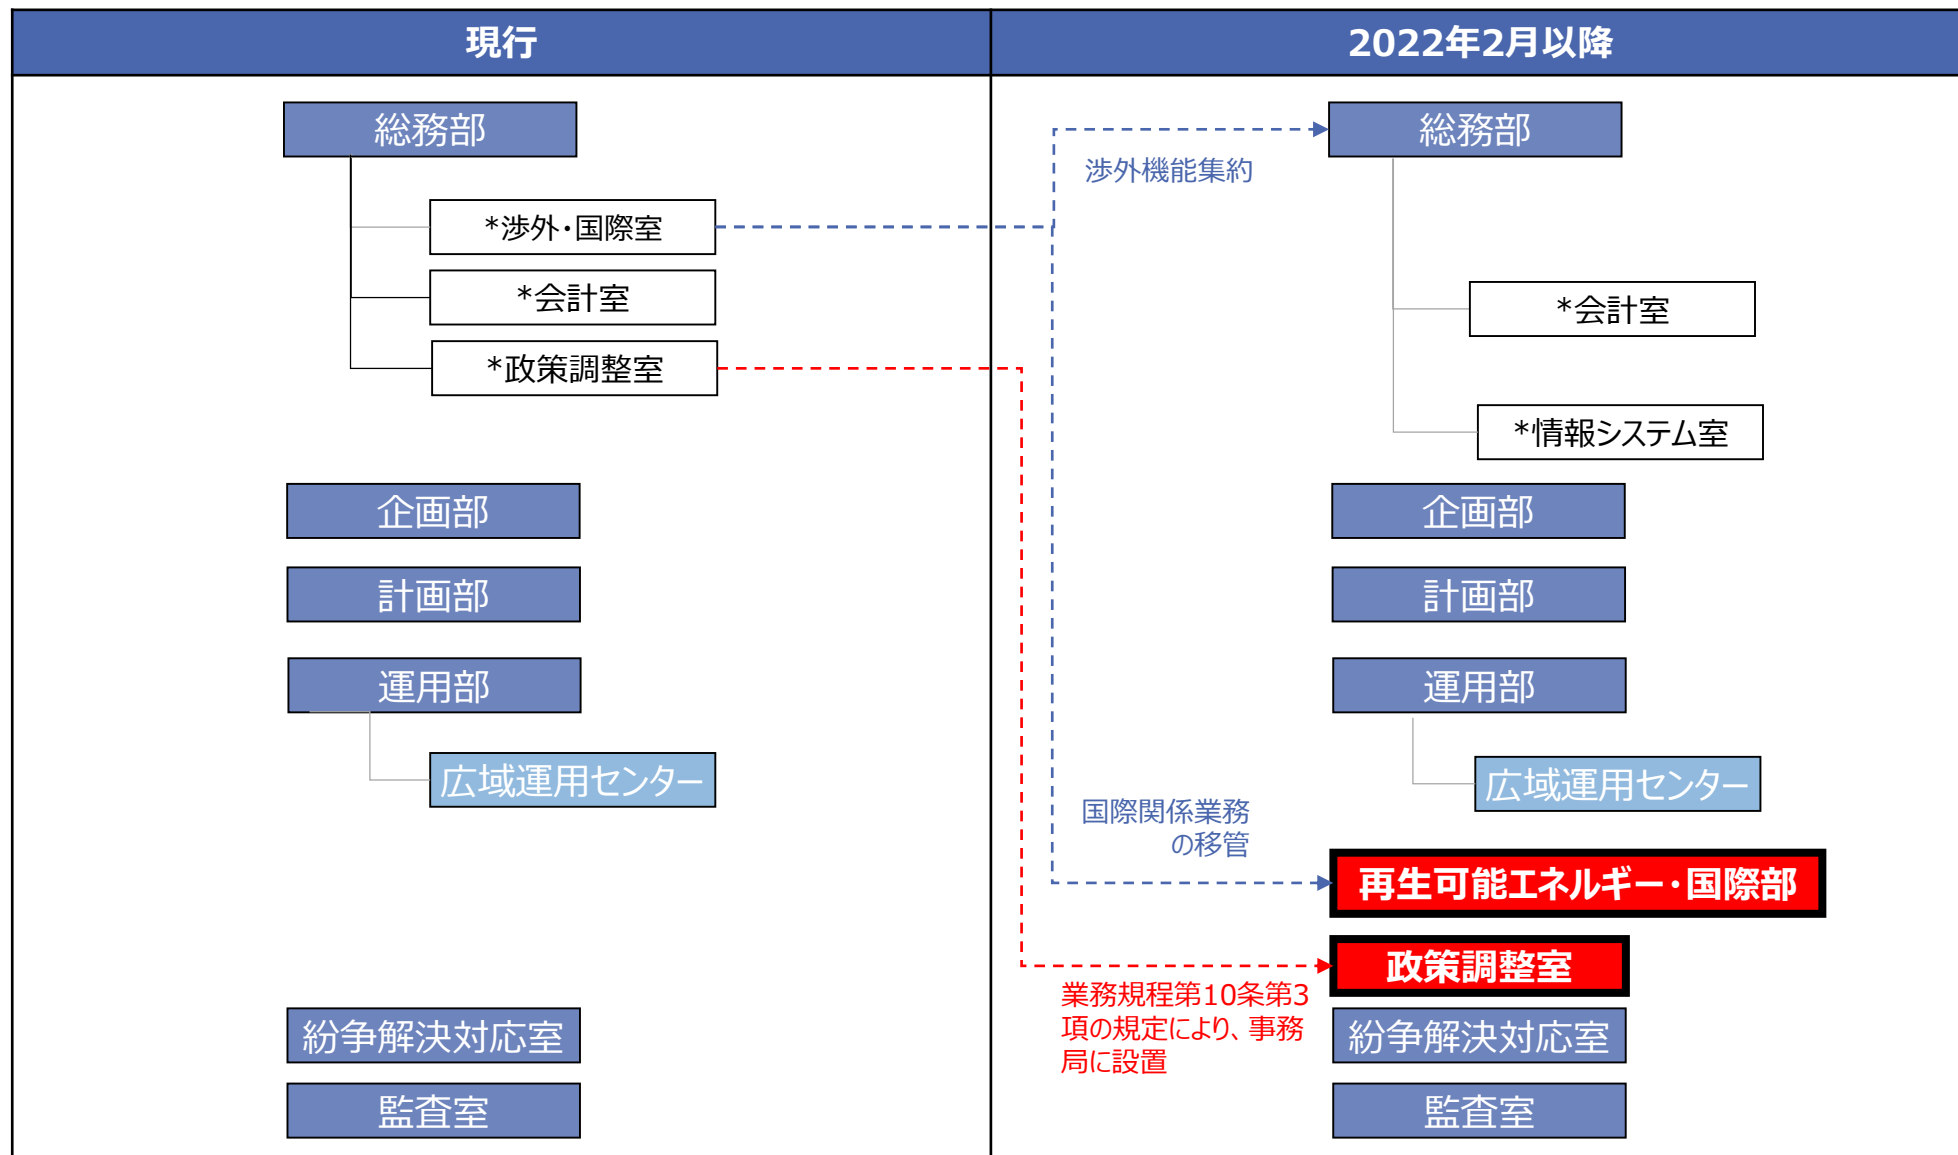 現行
2022年2月以降
総務部
*渉外・国際室
*会計室
*政策調整室
企画部
計画部
運用部
広域運用センター
紛争解決対応室
監査室
渉外機能集約
国際関係業務
の移管
業務規程第10条第3
項の規定により、事務
局に設置
総務部
*会計室
*情報システム室
企画部
計画部
運用部
広域運用センター
再生可能エネルギー・国際部
政策調整室
紛争解決対応室
監査室